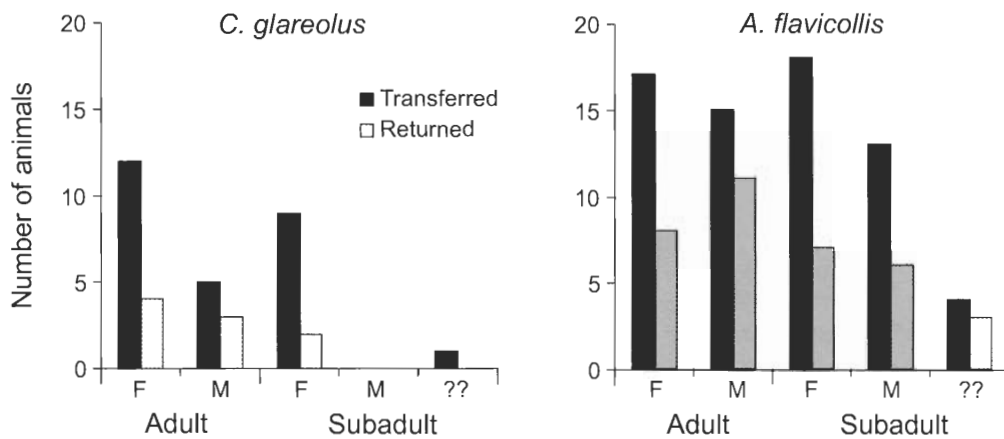 C. glareolus
20
15
10
5
0
Number of animals
Transferred
Returned
F M F M ??
Adult Subadult
A. flavicollis
20
15
10
5
0
F M F M ??
Adult Subadult